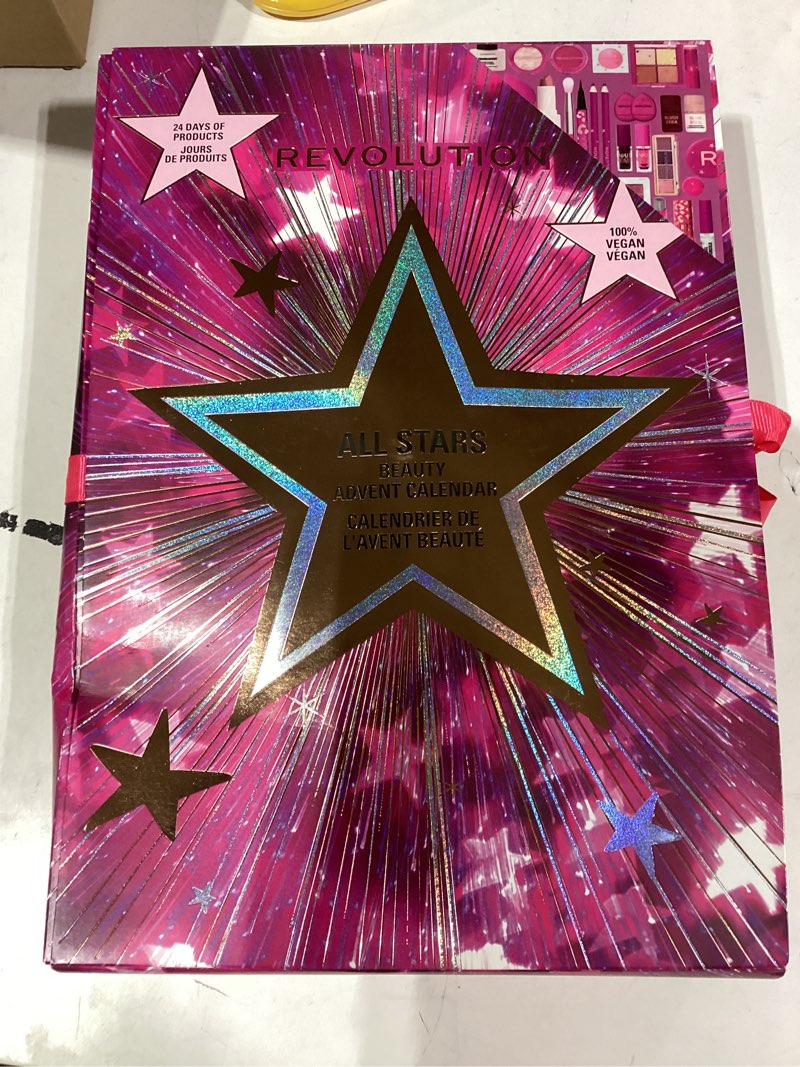 24 DAYS OF
PRODUCTS
JOURS
DE PRODUITS
REVOLUTION
100%
VEGAN
VÉGAN
ALL STARS
BEAUTY
ADVENT CALENDAR
CALENDRIER DE
L'AVENT BEAUTÉ
R